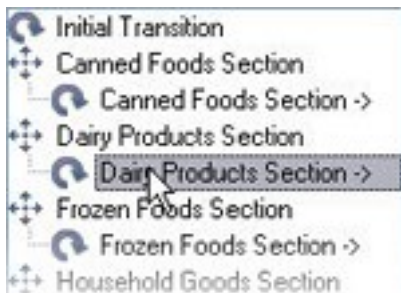 Initial Transition
Canned Foods Section
Canned Foods Section ->
Dairy Products Section
Dairy Products Section ->
Frozen Foods Section
Frozen Foods Section ->
Household Goods Section